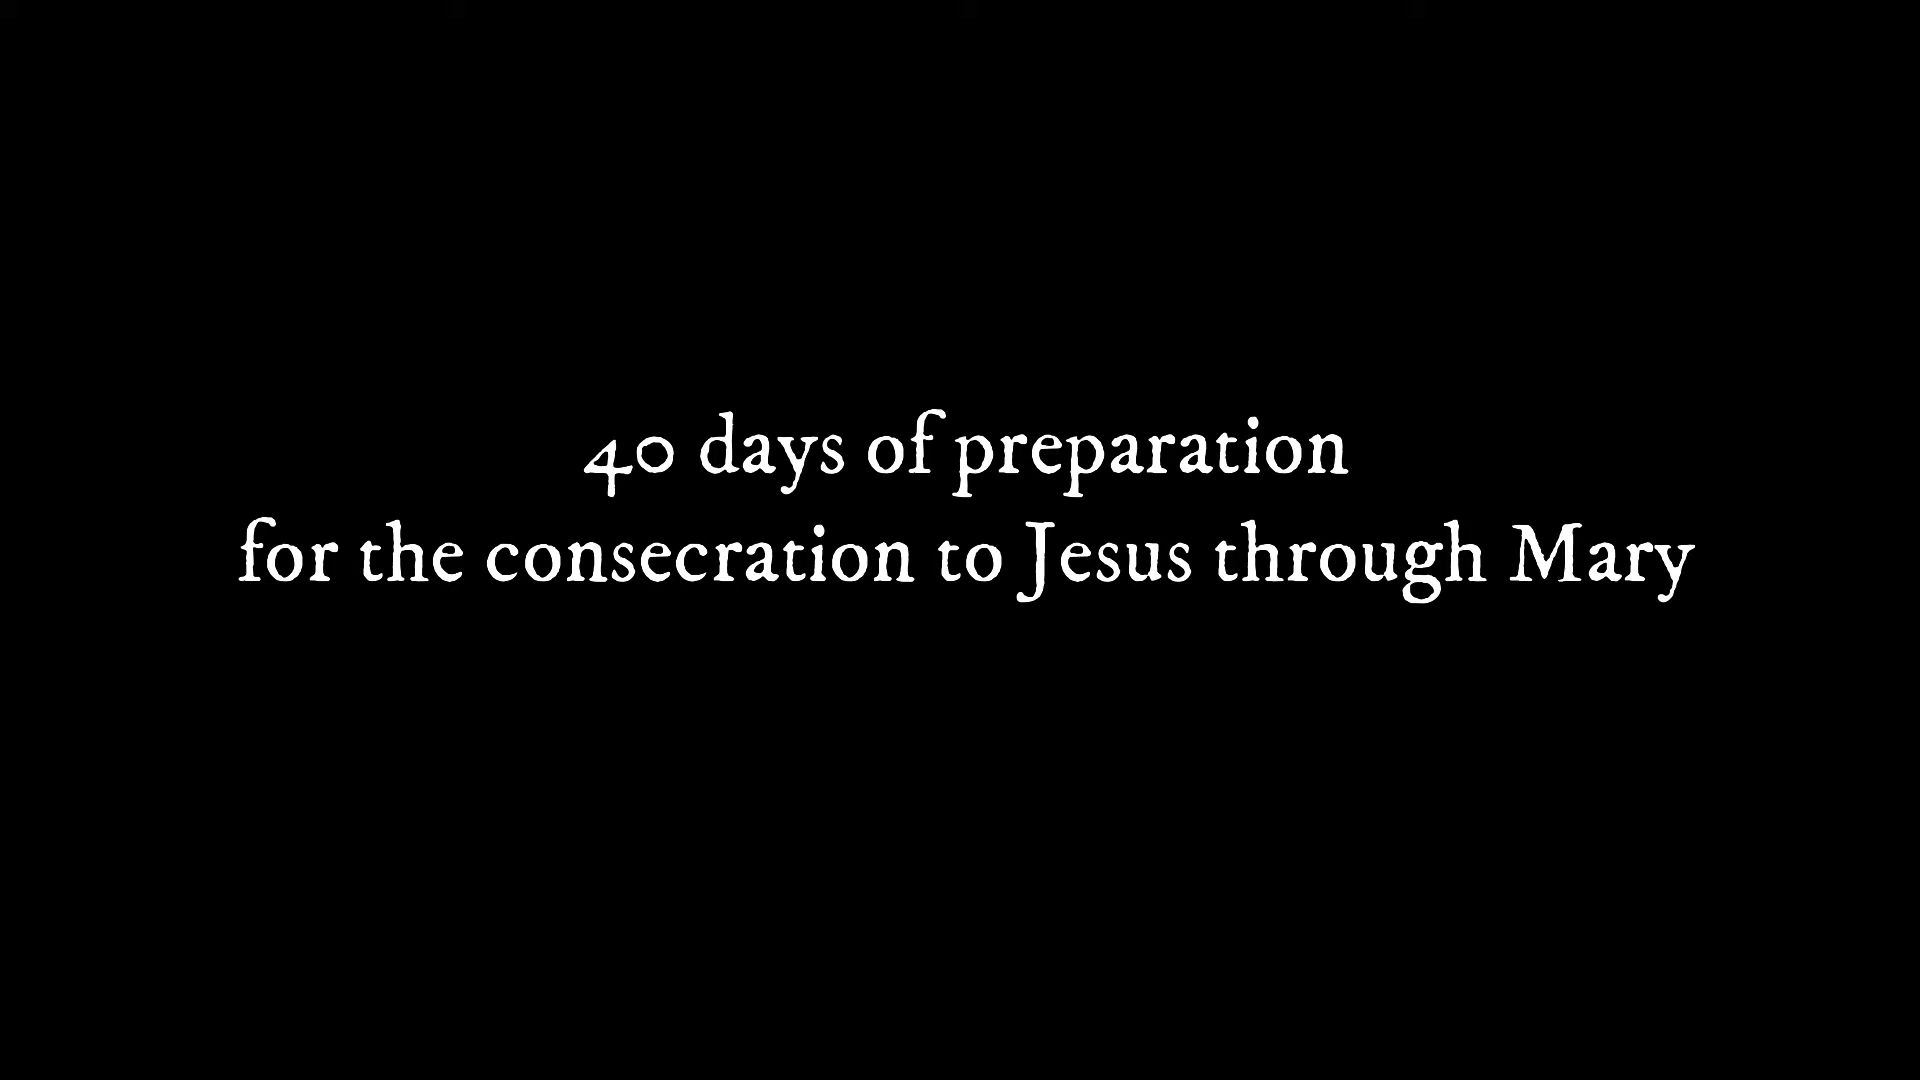 40 days of preparation
for the consecration to Jesus through Mary